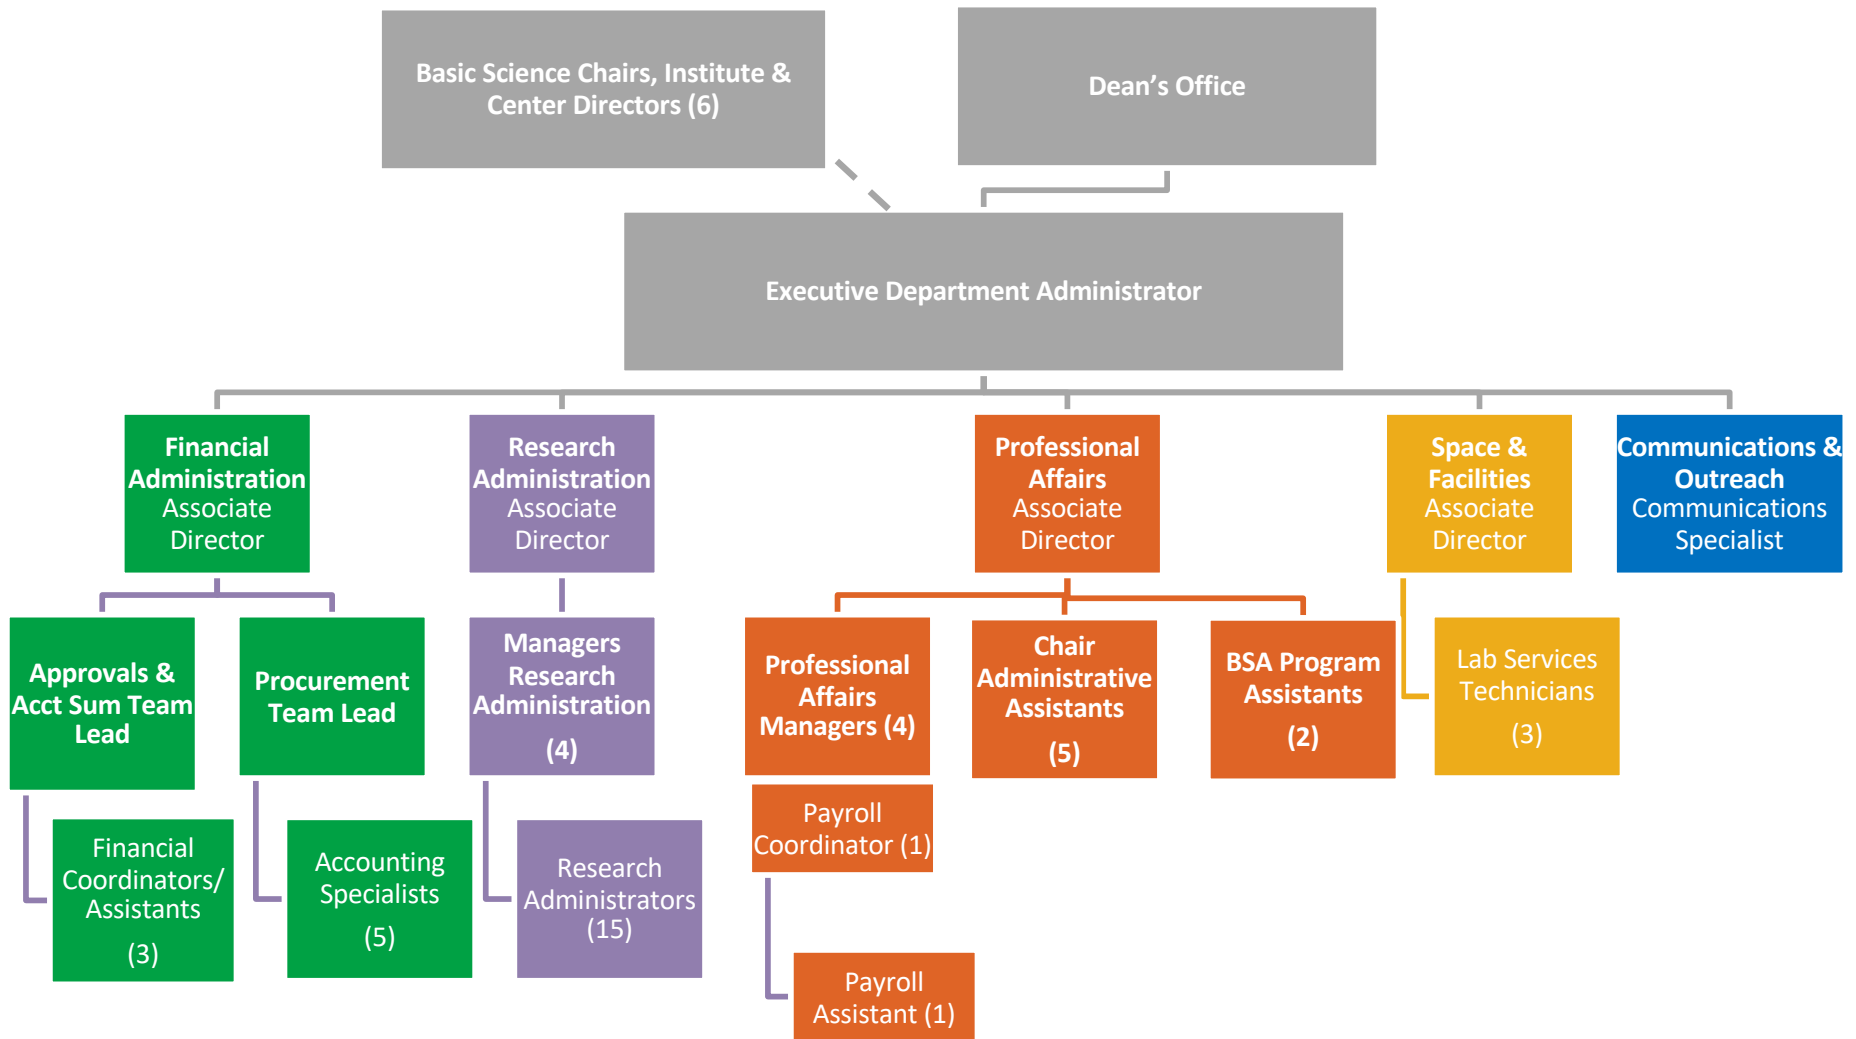 Basic Science Chairs, Institute &
Center Directors (6)
Dean’s Office
Executive Department Administrator
Financial
Administration
Associate
Director
Research
Administration
Associate
Director
Professional
Affairs
Associate
Director
Space &
Facilities
Associate
Director
Communications &
Outreach
Communications
Specialist
Approvals &
Acct Sum Team
Lead
Procurement
Team Lead
Managers
Research
Administration
(4)
Professional
Affairs
Managers (4)
Chair
Administrative
Assistants
(5)
BSA Program
Assistants
(2)
Lab Services
Technicians
(3)
Financial
Coordinators/
Assistants
(3)
Accounting
Specialists
(5)
Research
Administrators
(15)
Payroll
Coordinator (1)
Payroll
Assistant (1)